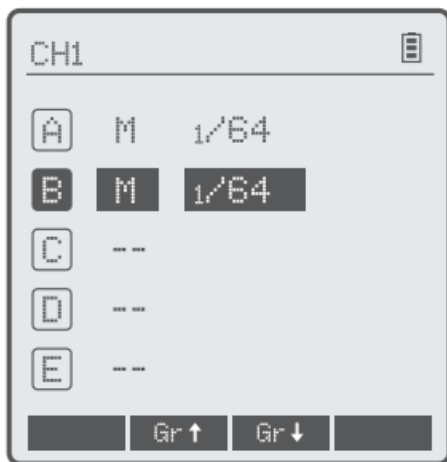 CH1
A M 1/64
B M 1/64
C --
D --
E --
Gr↑ Gr↓